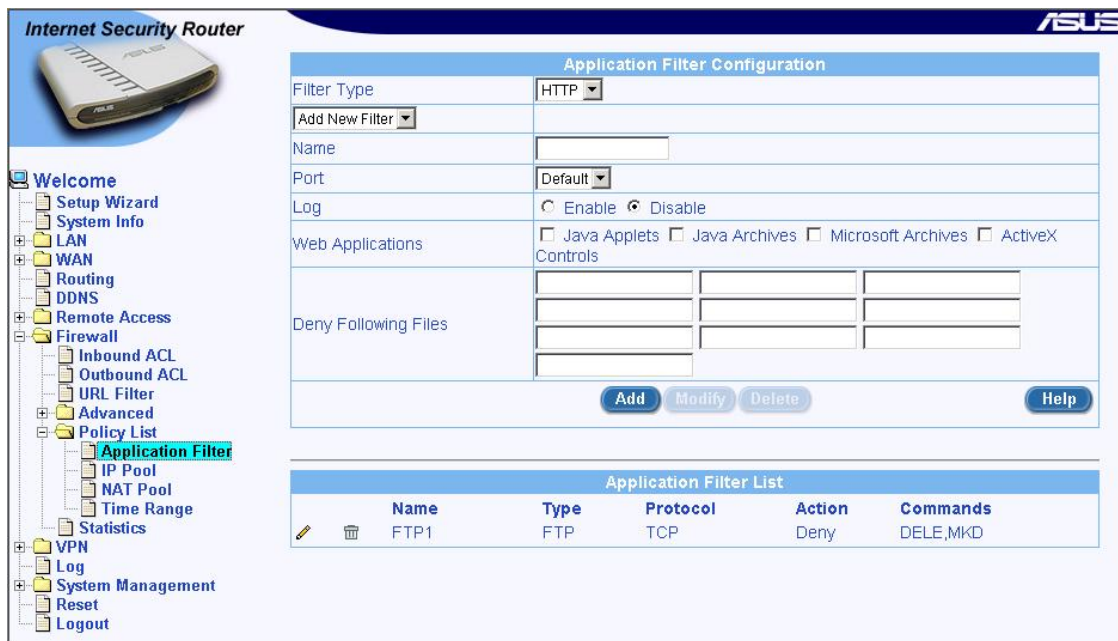 Internet Security Router
ASUS
ASUS
Welcome
Setup Wizard
System Info
LAN
WAN
Routing
DDNS
Remote Access
Firewall
Inbound ACL
Outbound ACL
URL Filter
Advanced
Policy List
Application Filter
IP Pool
NAT Pool
Time Range
Statistics
VPN
Log
System Management
Reset
Logout
ASUS
Application Filter Configuration
Filter Type HTTP
Add New Filter
Name
Port Default
Log Enable Disable
Web Applications Java Applets Java Archives Microsoft Archives ActiveX
Controls
Deny Following Files
Add Modify Delete Help
Application Filter List
Name Type Protocol Action Commands
FTP1 FTP TCP Deny DELE,MKD